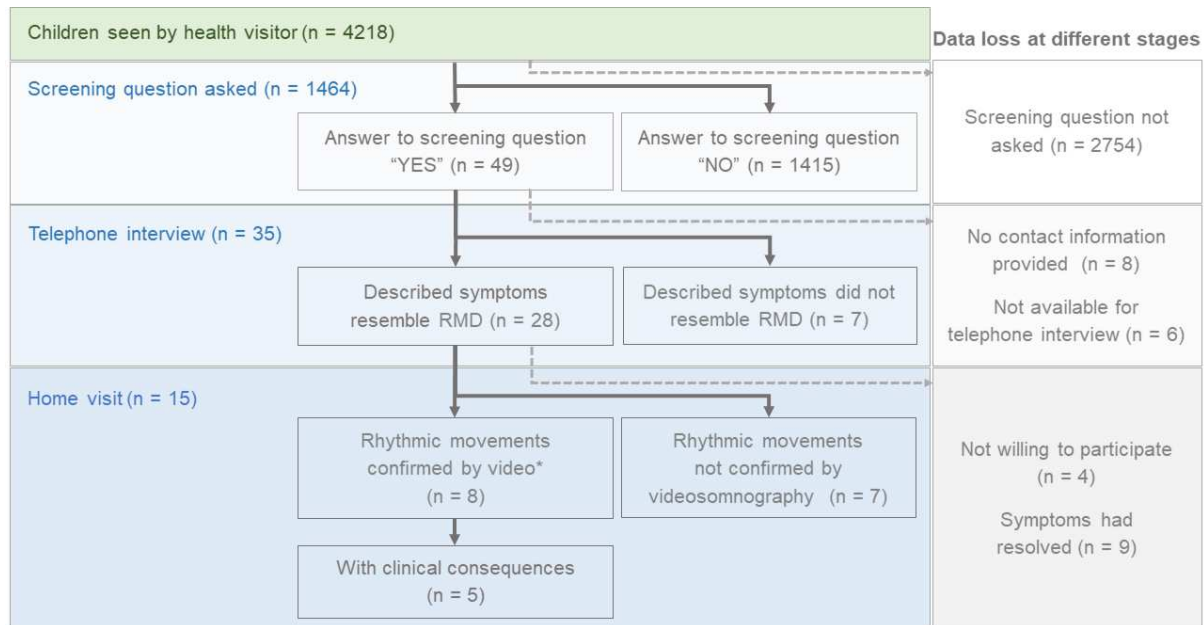 Children seen by health visitor (n = 4218)
Data loss at different stages
Screening question asked (n = 1464)
Answer to screening question
“YES” (n = 49)
Answer to screening question
“NO” (n = 1415)
Screening question not
asked (n = 2754)
Telephone interview (n = 35)
Described symptoms
resemble RMD (n = 28)
Described symptoms did not
resemble RMD (n = 7)
No contact information
provided (n = 8)
Not available for
telephone interview (n = 6)
Home visit (n = 15)
Rhythmic movements
confirmed by video*
(n = 8)
Rhythmic movements
not confirmed by
videosomnography (n = 7)
With clinical consequences
(n = 5)
Not willing to participate
(n = 4)
Symptoms had
resolved (n = 9)